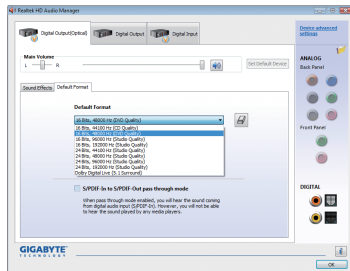 Realtek HD Audio Manager
Digital Output(Optical)
Digital Output
Digital Input
Device advanced
settings
Main Volume
L
R
Set Default Device
ANALOG
Back Panel
Sound Effects
Default Format
Default Format
16 Bits, 48000 Hz (DVD Quality)
16 Bits, 44100 Hz (CD Quality)
16 Bits, 48000 Hz (DVD Quality)
16 Bits, 96000 Hz (Studio Quality)
16 Bits, 192000 Hz (Studio Quality)
24 Bits, 44100 Hz (Studio Quality)
24 Bits, 48000 Hz (Studio Quality)
24 Bits, 96000 Hz (Studio Quality)
24 Bits, 192000 Hz (Studio Quality)
Dolby Digital Live (5.1 Surround)
Front Panel
S/PDIF-In to S/PDIF-Out pass through mode
When pass through mode enabled, you will hear the sound coming
from digital audio input (S/PDIF-In). However, you will not be able
to hear the sound played by any media players.
DIGITAL
GIGABYTE
TECHNOLOGY
i
OK